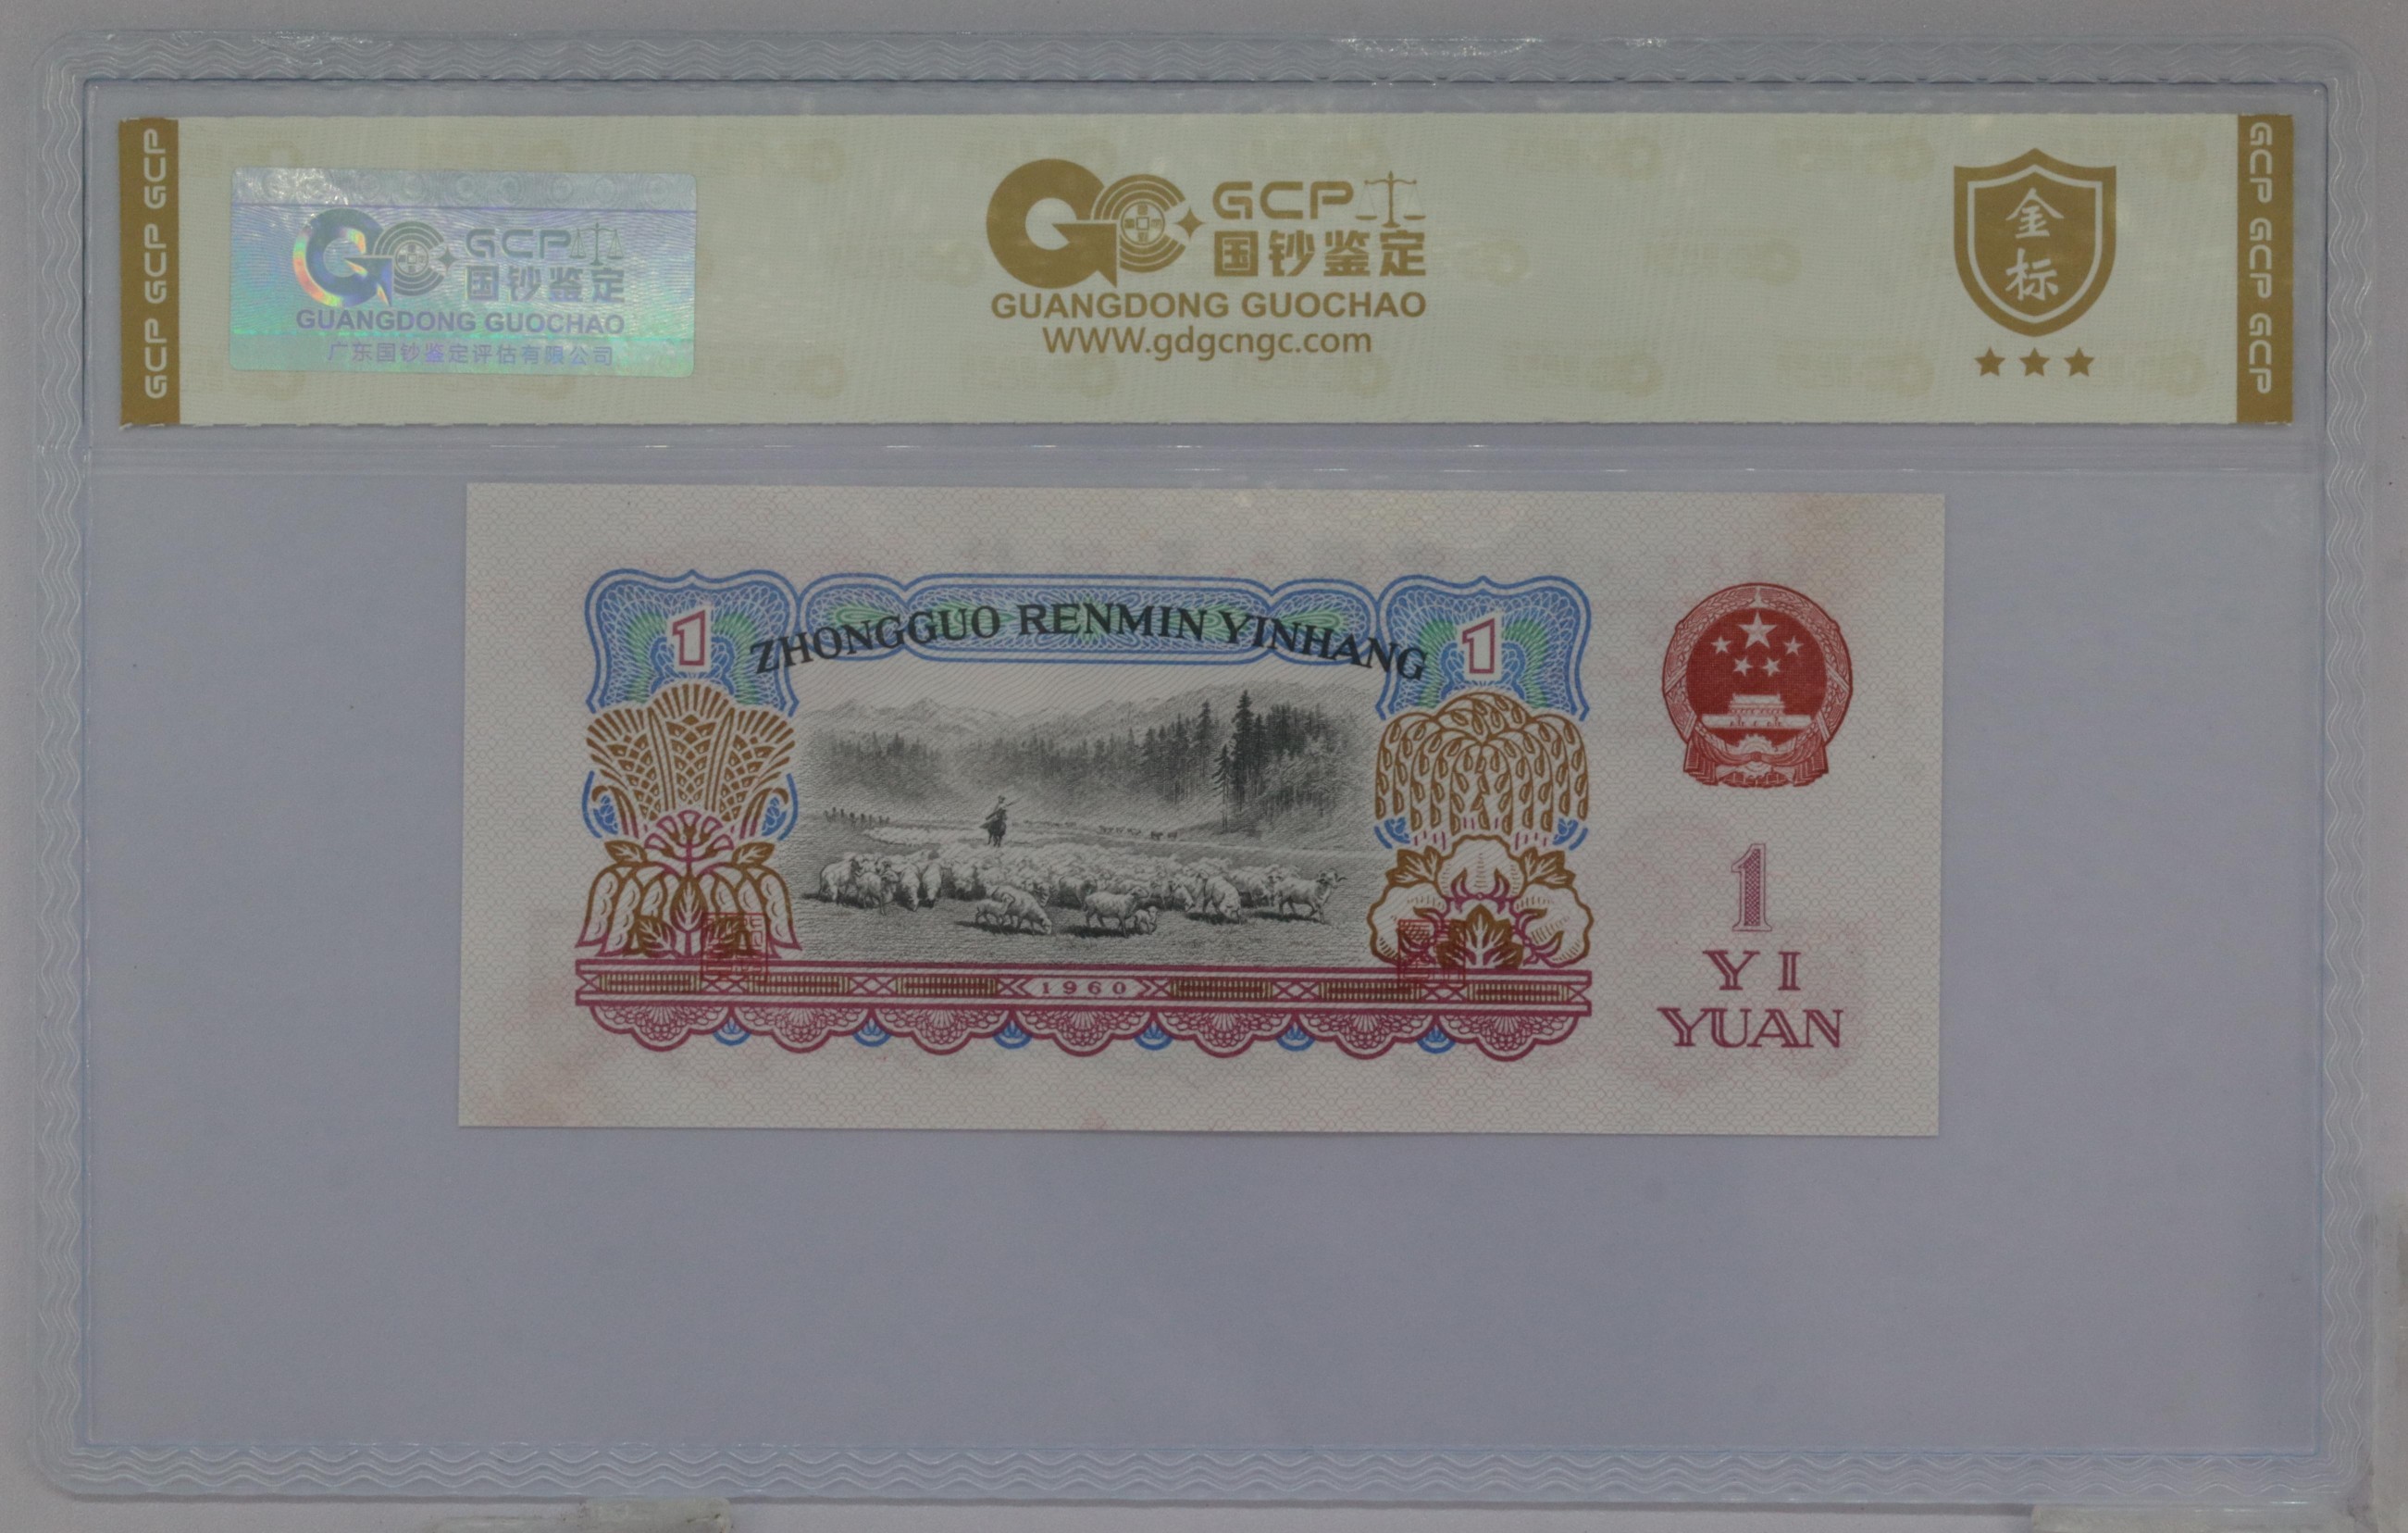 GCP GCP GCP
GCP
国钞鉴定
GUANGDONG GUOCHAO
广东国钞鉴定评估有限公司
GCP
国钞鉴定
GUANGDONG GUOCHAO
WWW.gdgcngc.com
金
标
GCP GCP GCP
1
ZHONGGUO RENMIN YINHANG
1
1960
1
YI
YUAN